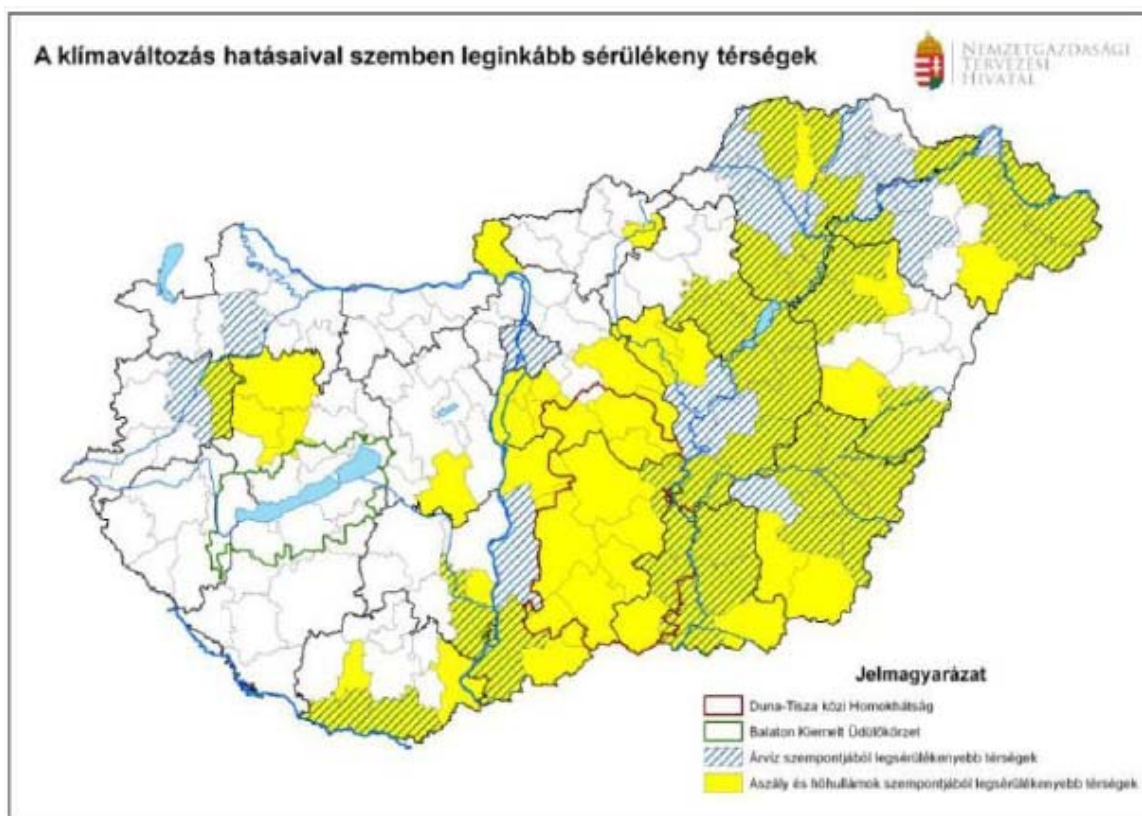 A klímaváltozás hatásaival szemben leginkább sérülékeny térségek
NEMZETGAZDASÁGI
TERVEZÉSI
HIVATAL
Jelmagyarázat
Duna-Tisza közi Homokhátság
Balaton Kiemelt Üdülőkörzet
Árvíz szempontjából legsérülékenyebb térségek
Aszály és hőhullámok szempontjából legsérülékenyebb térségek